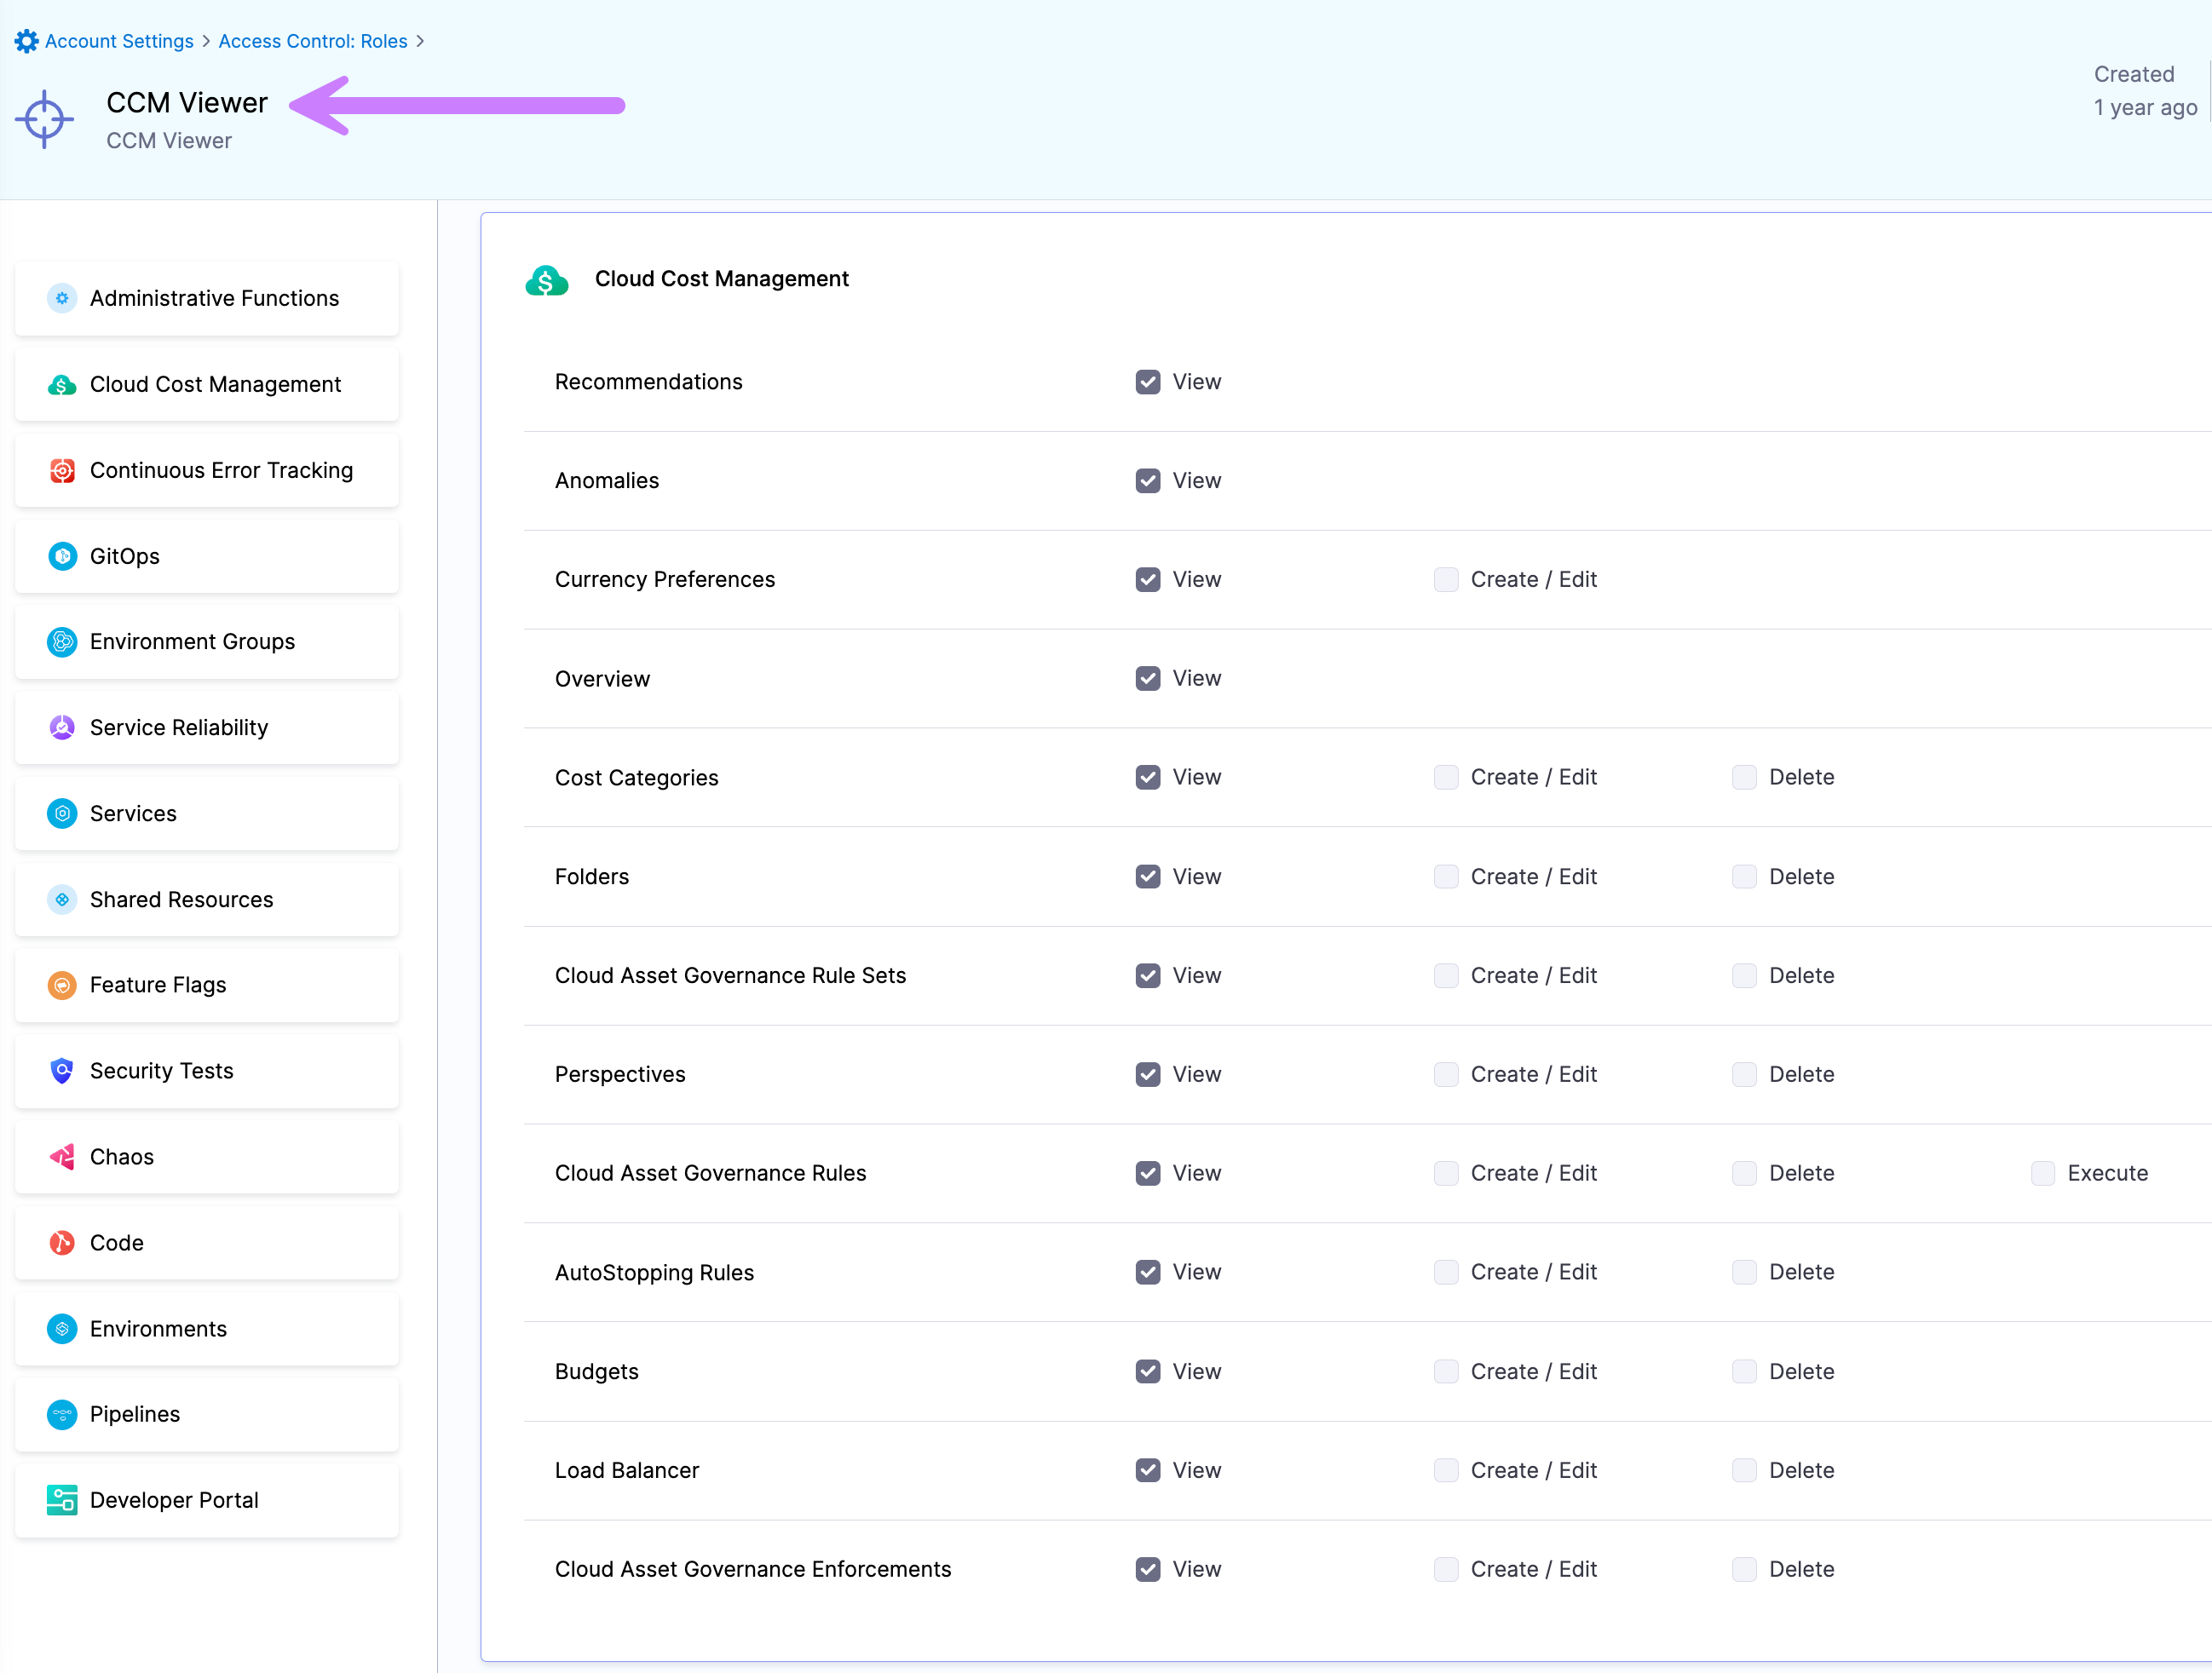 Account Settings > Access Control: Roles >
CCM Viewer
CCM Viewer
Created
1 year ago
Administrative Functions
Cloud Cost Management
Continuous Error Tracking
GitOps
Environment Groups
Service Reliability
Services
Shared Resources
Feature Flags
Security Tests
Chaos
Code
Environments
Pipelines
Developer Portal
Cloud Cost Management
Recommendations View
Anomalies View
Currency Preferences View Create / Edit
Overview View
Cost Categories View Create / Edit Delete
Folders View Create / Edit Delete
Cloud Asset Governance Rule Sets View Create / Edit Delete
Perspectives View Create / Edit Delete
Cloud Asset Governance Rules View Create / Edit Delete Execute
AutoStopping Rules View Create / Edit Delete
Budgets View Create / Edit Delete
Load Balancer View Create / Edit Delete
Cloud Asset Governance Enforcements View Create / Edit Delete